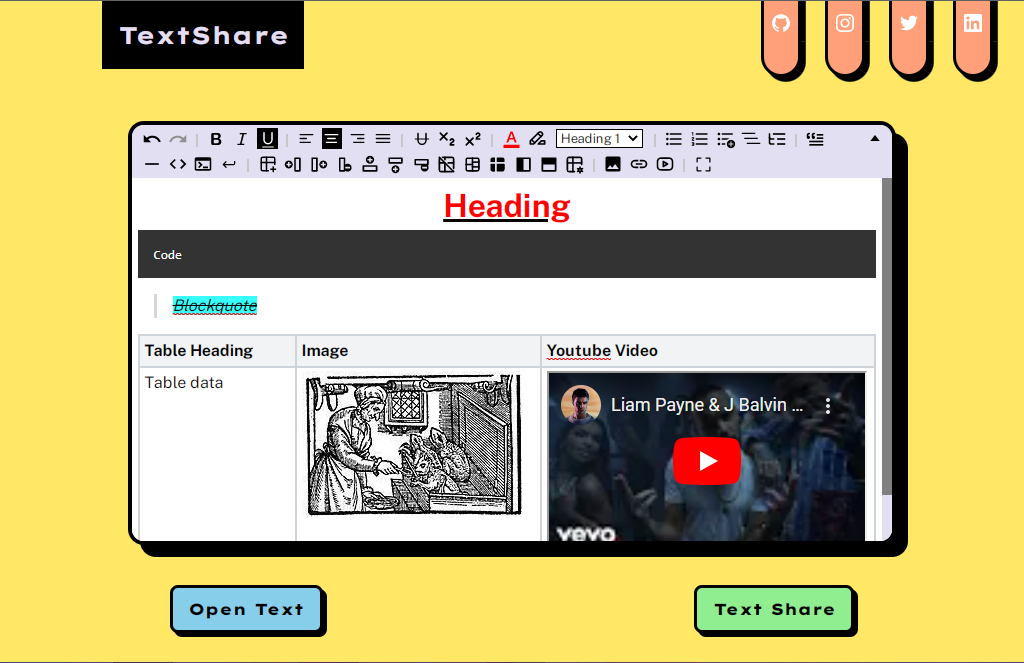 TextShare
B I U A Heading 1
Heading
Code
Blockquote
Table Heading Image Youtube Video
Table data
Liam Payne & J Balvin ...
vevo
Open Text Text Share